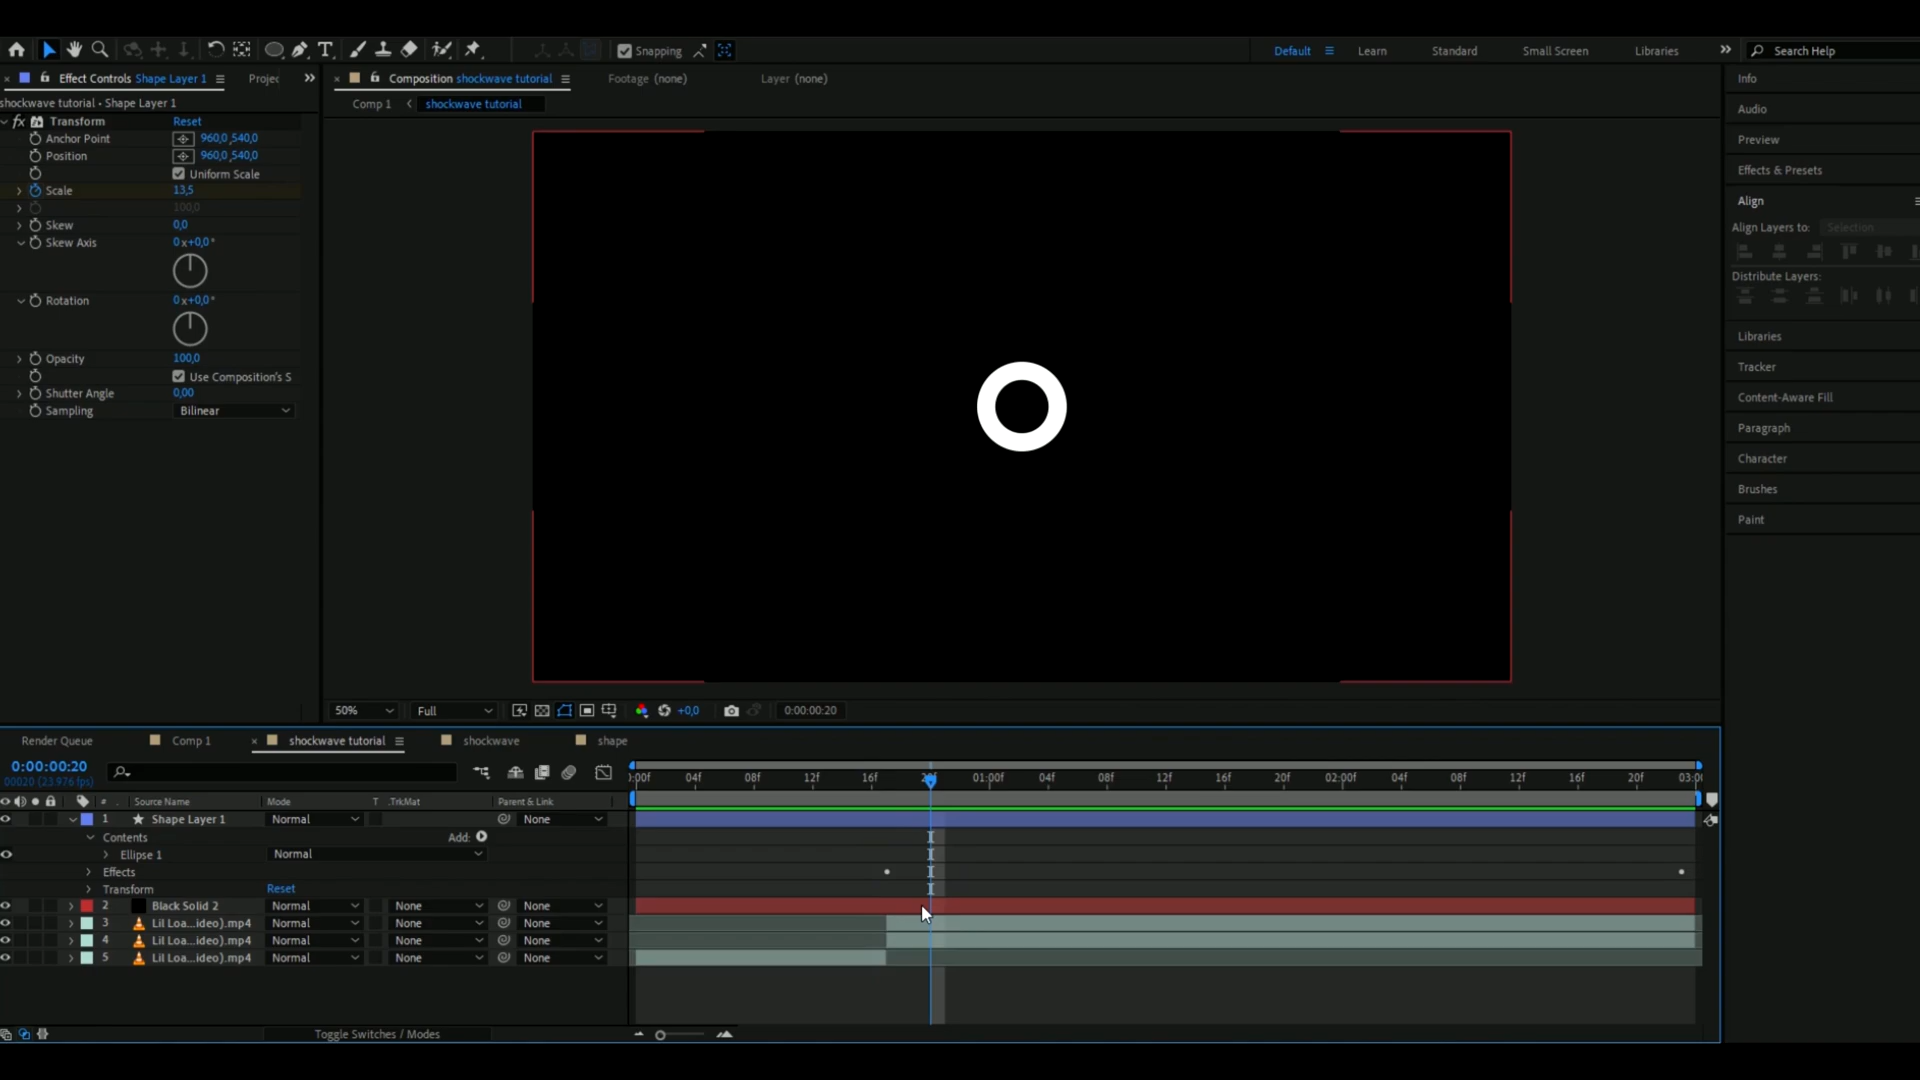 Snapping
Default
Learn
Standard
Small Screen
Libraries
Search Help
Effect Controls Shape Layer 1
Projec
Composition shockwave tutorial
Footage (none)
Layer (none)
Info
shockwave tutorial • Shape Layer 1
Comp 1
shockwave tutorial
Audio
fx Transform Reset
Anchor Point 960,0 ,540,0
Position 960,0 ,540,0
Uniform Scale
Scale 13,5
100,0
Skew 0,0
Skew Axis 0 x+0,0°
Rotation 0 x+0,0°
Opacity 100,0
Use Composition's S
Shutter Angle 0,00
Sampling Bilinear
Preview
Effects & Presets
Align
Align Layers to: Selection
Distribute Layers:
Libraries
Tracker
Content-Aware Fill
Paragraph
Character
Brushes
Paint
50% Full +0,0 0:00:00:20
Render Queue Comp 1 shockwave tutorial shockwave shape
0:00:00:20
00020 (23.976 fps)
):00f 04f 08f 12f 16f 20f 01:00f 04f 08f 12f 16f 20f 02:00f 04f 08f 12f 16f 20f 03:0(
# . Source Name Mode T .TrkMat Parent & Link
1 Shape Layer 1 Normal None
Contents Add:
Ellipse 1 Normal
Effects
Transform Reset
2 Black Solid 2 Normal None None
3 Lil Loa...ideo).mp4 Normal None None
4 Lil Loa...ideo).mp4 Normal None None
5 Lil Loa...ideo).mp4 Normal None None
Toggle Switches / Modes